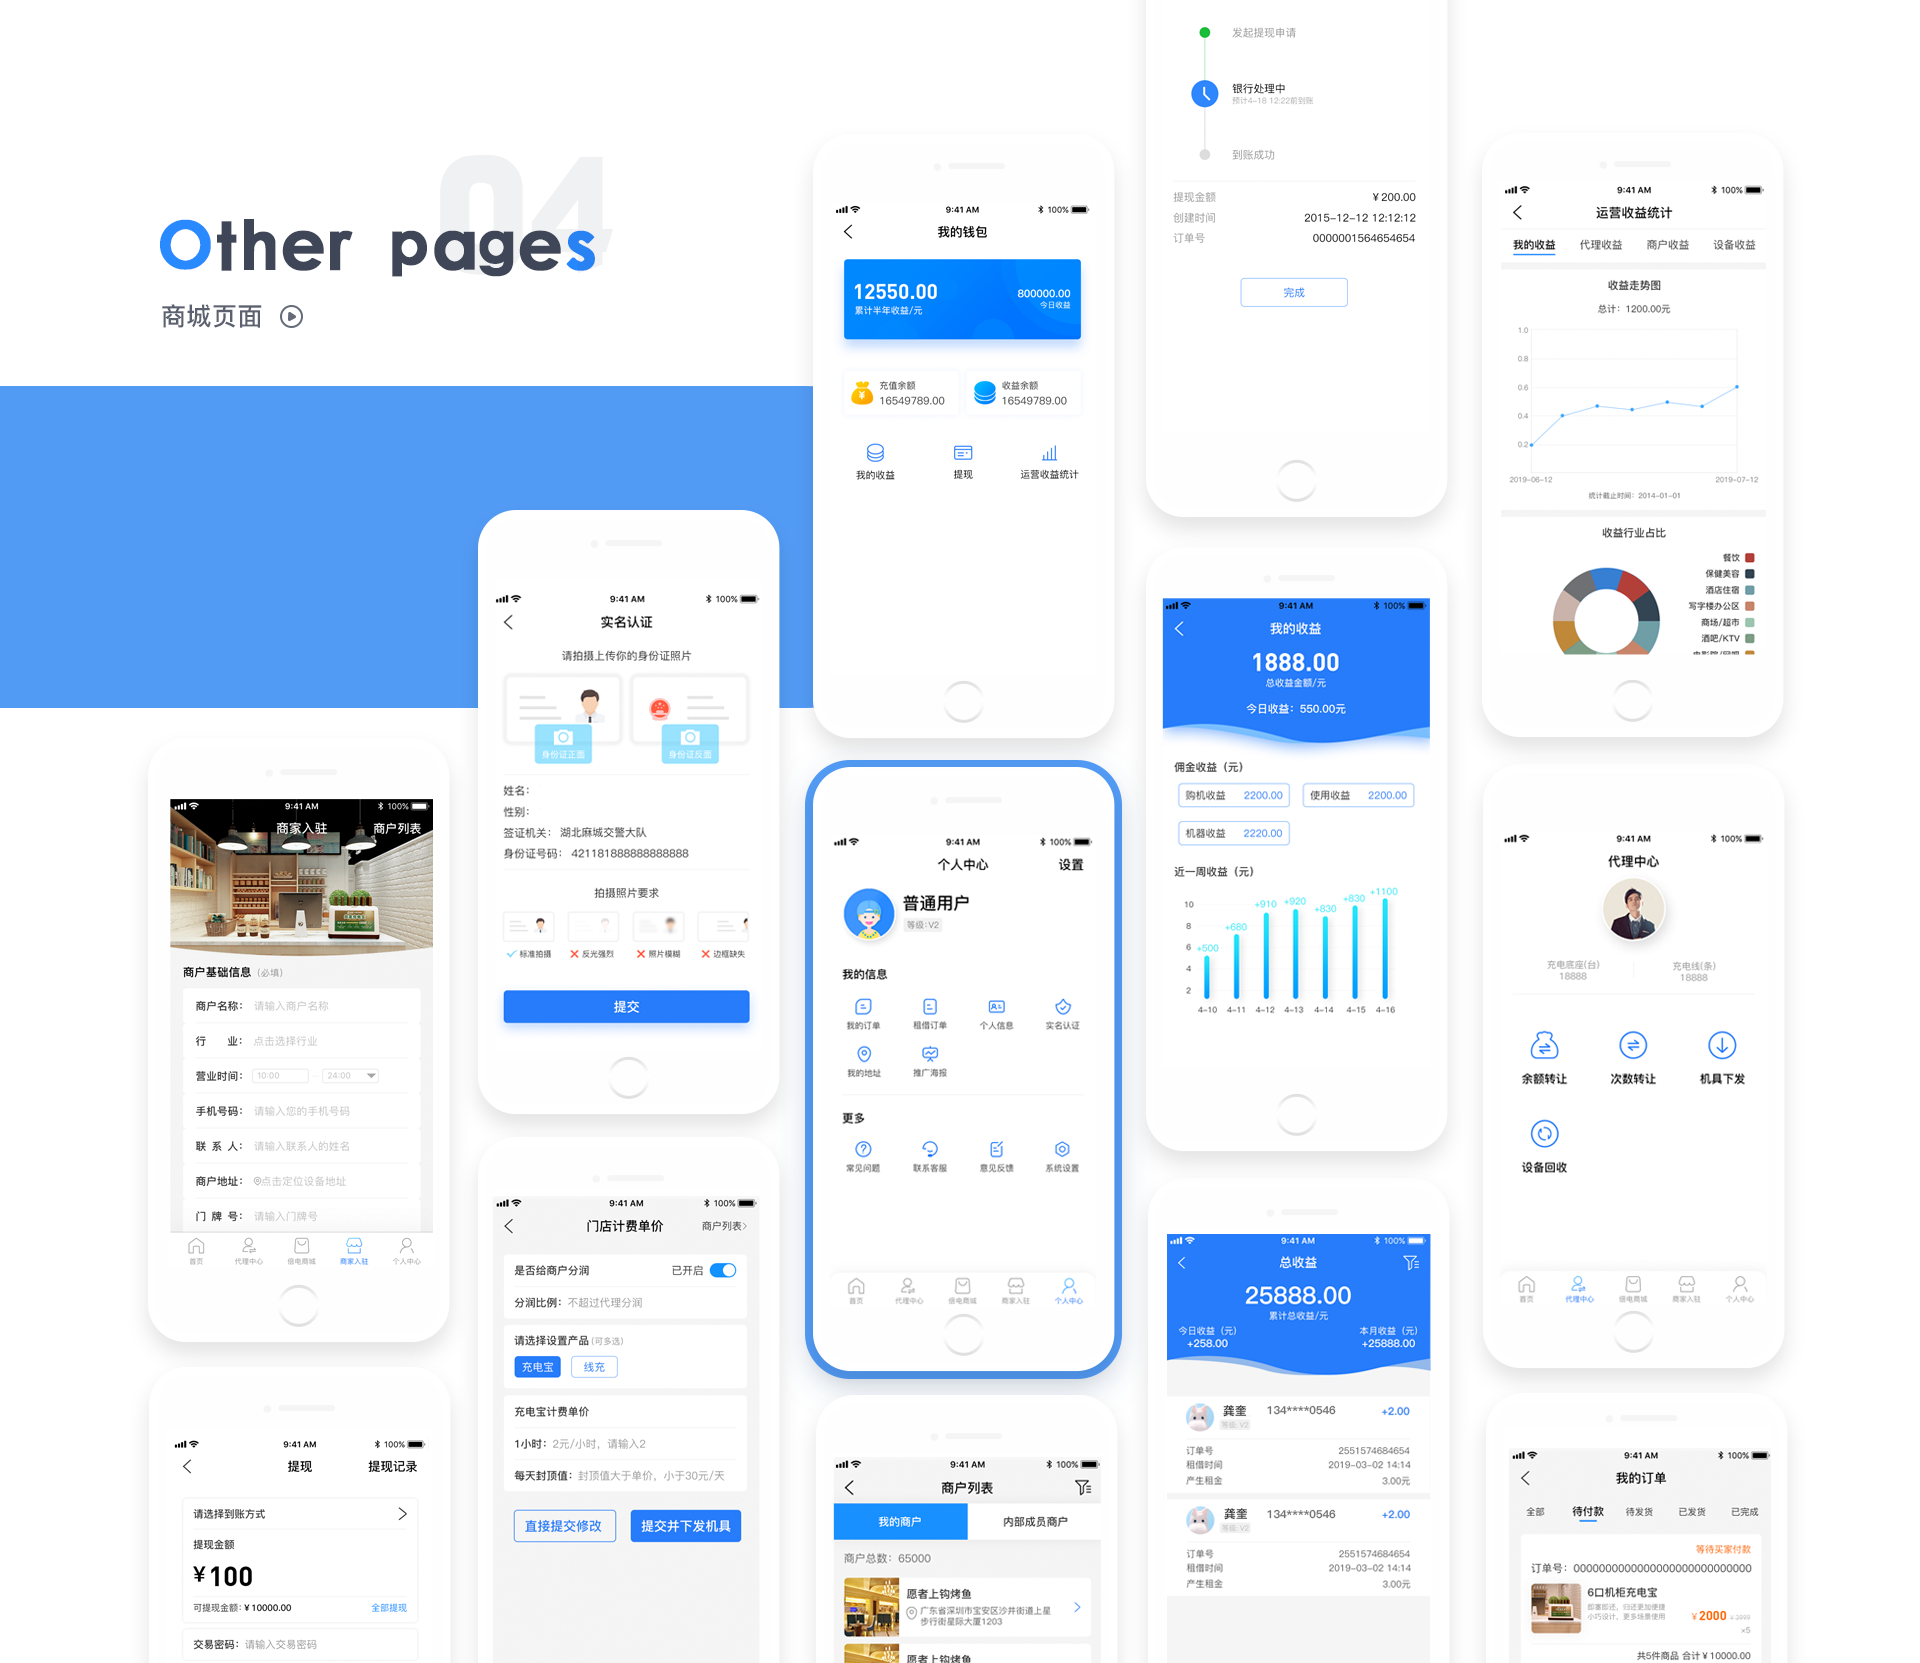 04
Other pages
商城页面
发起提现申请
银行处理中
预计4-18 12:22前到账
到账成功
提现金额 ¥200.00
创建时间 2015-12-12 12:12:12
订单号 0000001564654654
完成
9:41 AM 100%
我的钱包
12550.00
累计半年收益/元
800000.00
今日收益
充值余额
16549789.00
收益余额
16549789.00
我的收益 提现 运营收益统计
9:41 AM 100%
运营收益统计
我的收益 代理收益 商户收益 设备收益
收益走势图
总计：1200.00元
1.0
0.8
0.6
0.4
0.2
2019-06-12 2019-07-12
统计截止时间：2014-01-01
收益行业占比
餐饮
保健美容
酒店住宿
写字楼办公区
商场/超市
酒吧/KTV
9:41 AM 100%
实名认证
请拍摄上传你的身份证照片
身份证正面 身份证反面
姓名：
性别：
签证机关： 湖北麻城交警大队
身份证号码： 421181888888888888
拍摄照片要求
标准拍摄 反光强烈 照片模糊 边框缺失
提交
9:41 AM 100%
我的收益
1888.00
总收益金额/元
今日收益：550.00元
佣金收益（元）
购机收益 2200.00 使用收益 2200.00
机器收益 2220.00
近一周收益（元）
10
8
6
4
2
+500 +680 +910 +920 +830 +830 +1100
4-10 4-11 4-12 4-13 4-14 4-15 4-16
9:41 AM 100%
商家入驻 商户列表
商户基础信息（必填）
商户名称： 请输入商户名称
行 业： 点击选择行业
营业时间： 10:00 24:00
手机号码： 请输入您的手机号码
联 系 人： 请输入联系人的姓名
商户地址： 点击定位设备地址
门 牌 号： 请输入门牌号
首页 代理中心 倍电商城 商家入驻 个人中心
9:41 AM 100%
个人中心 设置
普通用户
等级：V2
我的信息
我的订单 租借订单 个人信息 实名认证
我的地址 推广海报
更多
常见问题 联系客服 意见反馈 系统设置
首页 代理中心 倍电商城 商家入驻 个人中心
9:41 AM 100%
代理中心
充电底座(台) 充电线(条)
18888 18888
余额转让 次数转让 机具下发
设备回收
首页 代理中心 倍电商城 商家入驻 个人中心
9:41 AM 100%
门店计费单价 商户列表
是否给商户分润 已开启
分润比例： 不超过代理分润
请选择设置产品(可多选)
充电宝 线充
充电宝计费单价
1小时： 2元/小时，请输入2
每天封顶值： 封顶值大于单价，小于30元/天
直接提交修改 提交并下发机具
9:41 AM 100%
总收益
25888.00
累计总收益/元
今日收益（元） 本月收益（元）
+258.00 +25888.00
龚奎 134****0546 +2.00
等级：V2
订单号 2551574684654
租借时间 2019-03-02 14:14
产生租金 3.00元
龚奎 134****0546 +2.00
等级：V2
订单号 2551574684654
租借时间 2019-03-02 14:14
产生租金 3.00元
9:41 AM 100%
提现 提现记录
请选择到账方式
提现金额
¥100
可提现金额：¥10000.00 全部提现
交易密码： 请输入交易密码
9:41 AM 100%
商户列表
我的商户 内部成员商户
商户总数：65000
愿者上钩烤鱼
广东省深圳市宝安区沙井街道上星
步行街星际大厦1203
愿者上钩烤鱼
9:41 AM 100%
我的订单
全部 待付款 待发货 已发货 已完成
等待买家付款
订单号：0000000000000000000000000000
6口机柜充电宝
即塞即还，归还更加便捷
小巧设计，更多场景使用
¥2000 ¥2999
×5
共5件商品 合计¥10000.00